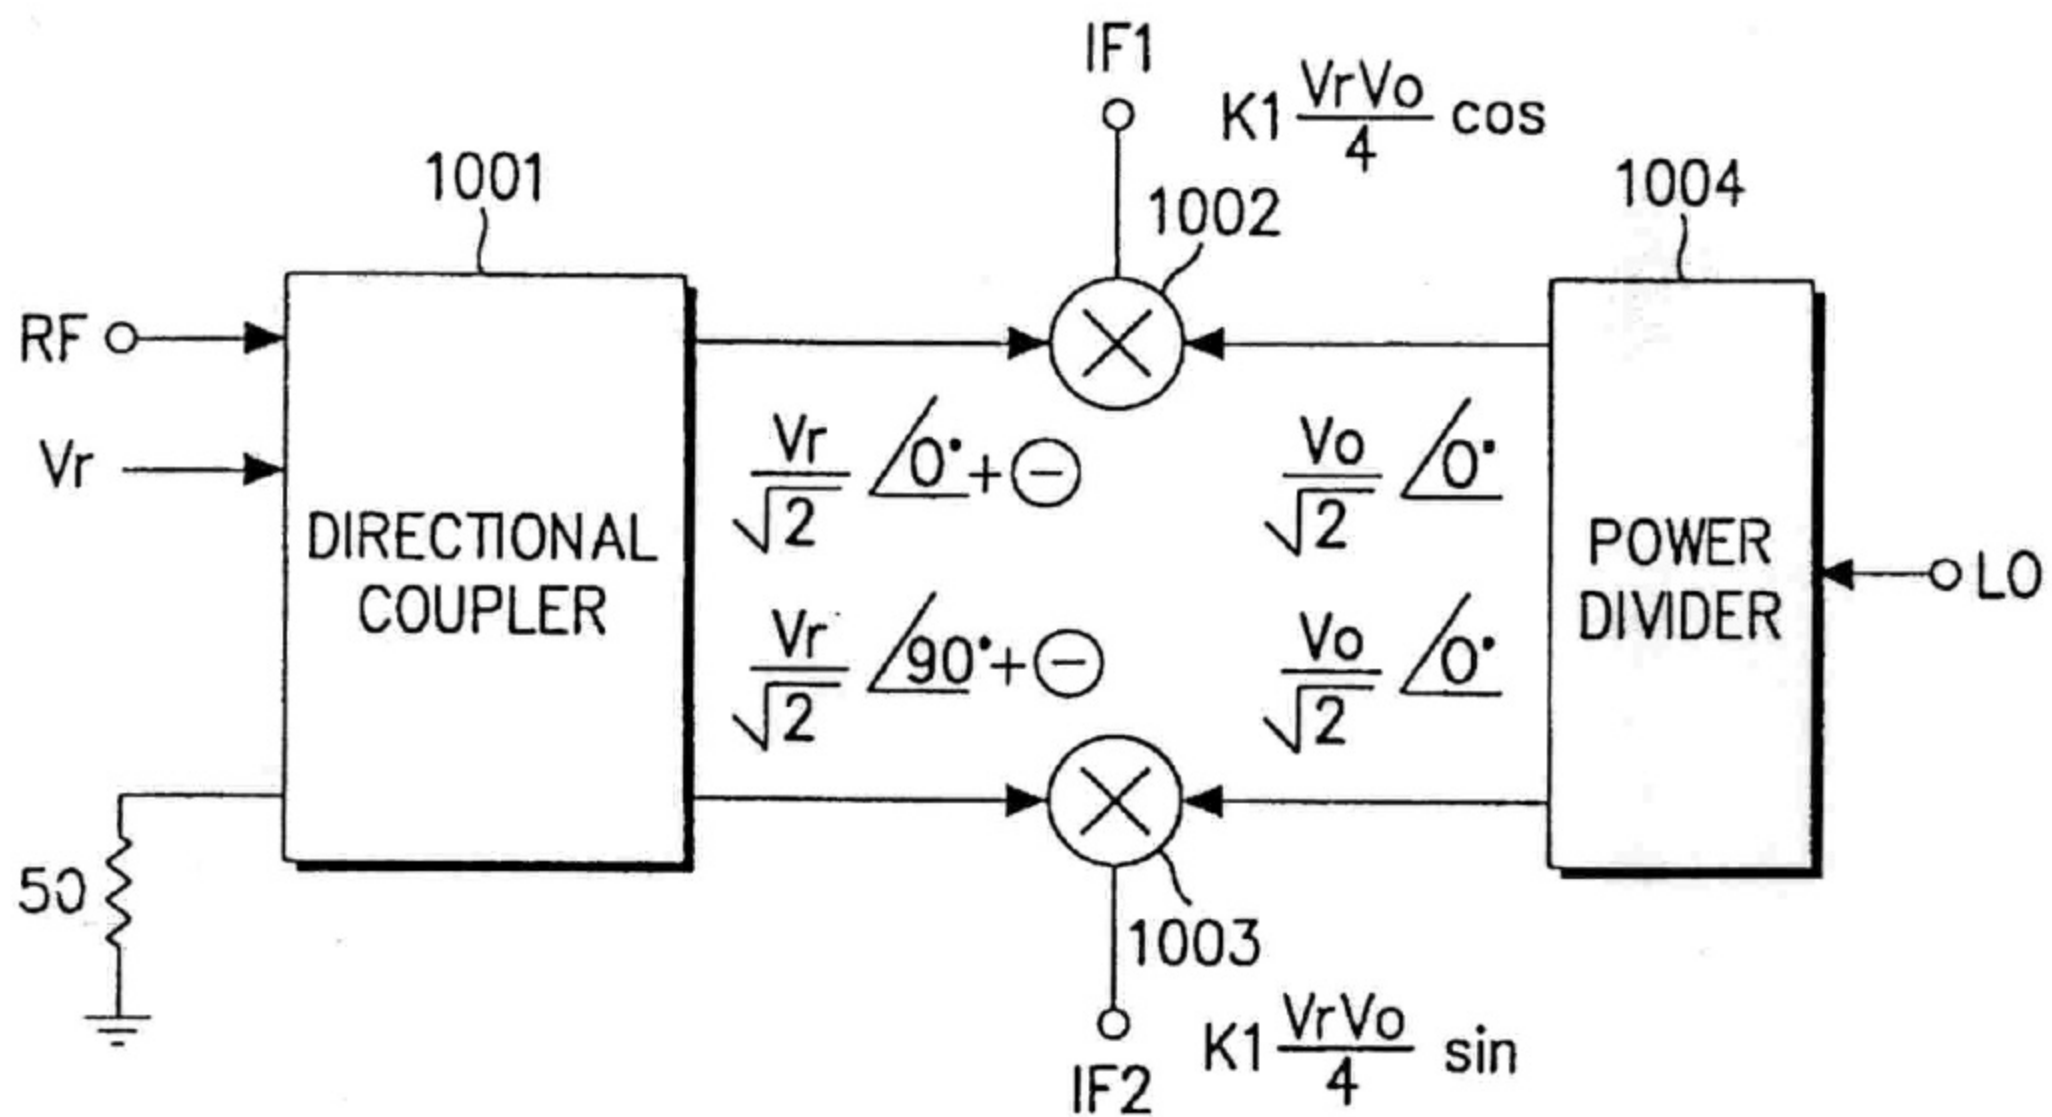 IF1
K1 VrVo/4 cos
1001
1002
1004
RF
Vr
Vr/√2 ∠0°+Θ
Vo/√2 ∠0°
DIRECTIONAL
COUPLER
POWER
DIVIDER
LO
Vr/√2 ∠90°+Θ
Vo/√2 ∠0°
50
1003
IF2
K1 VrVo/4 sin